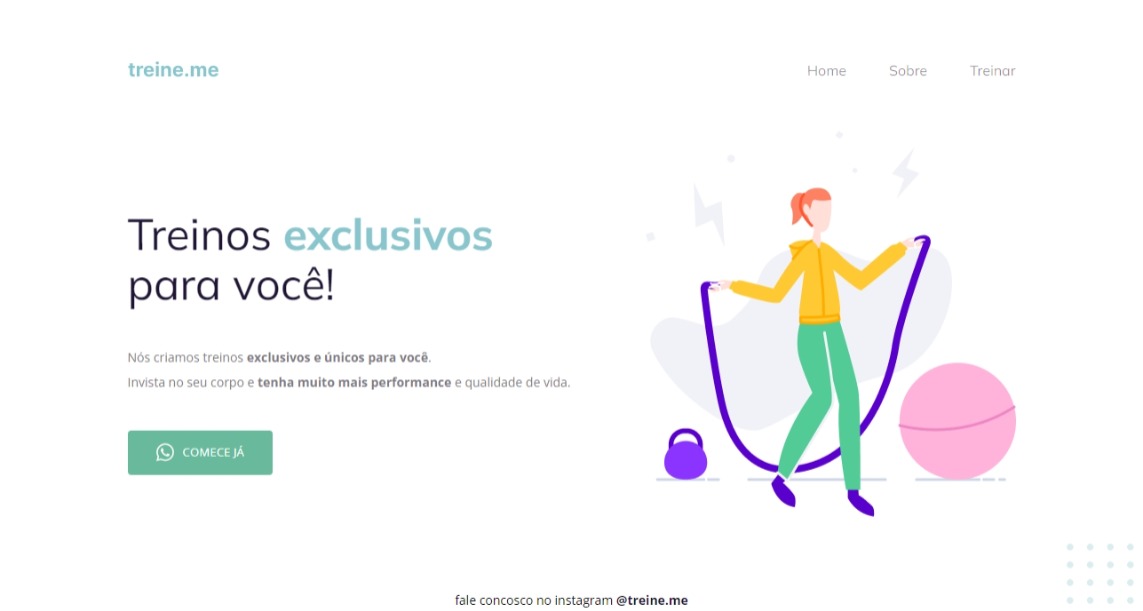 treine.me
Home Sobre Treinar
Treinos exclusivos
para você!
Nós criamos treinos exclusivos e únicos para você.
Invista no seu corpo e tenha muito mais performance e qualidade de vida.
COMECE JÁ
fale concosco no instagram @treine.me